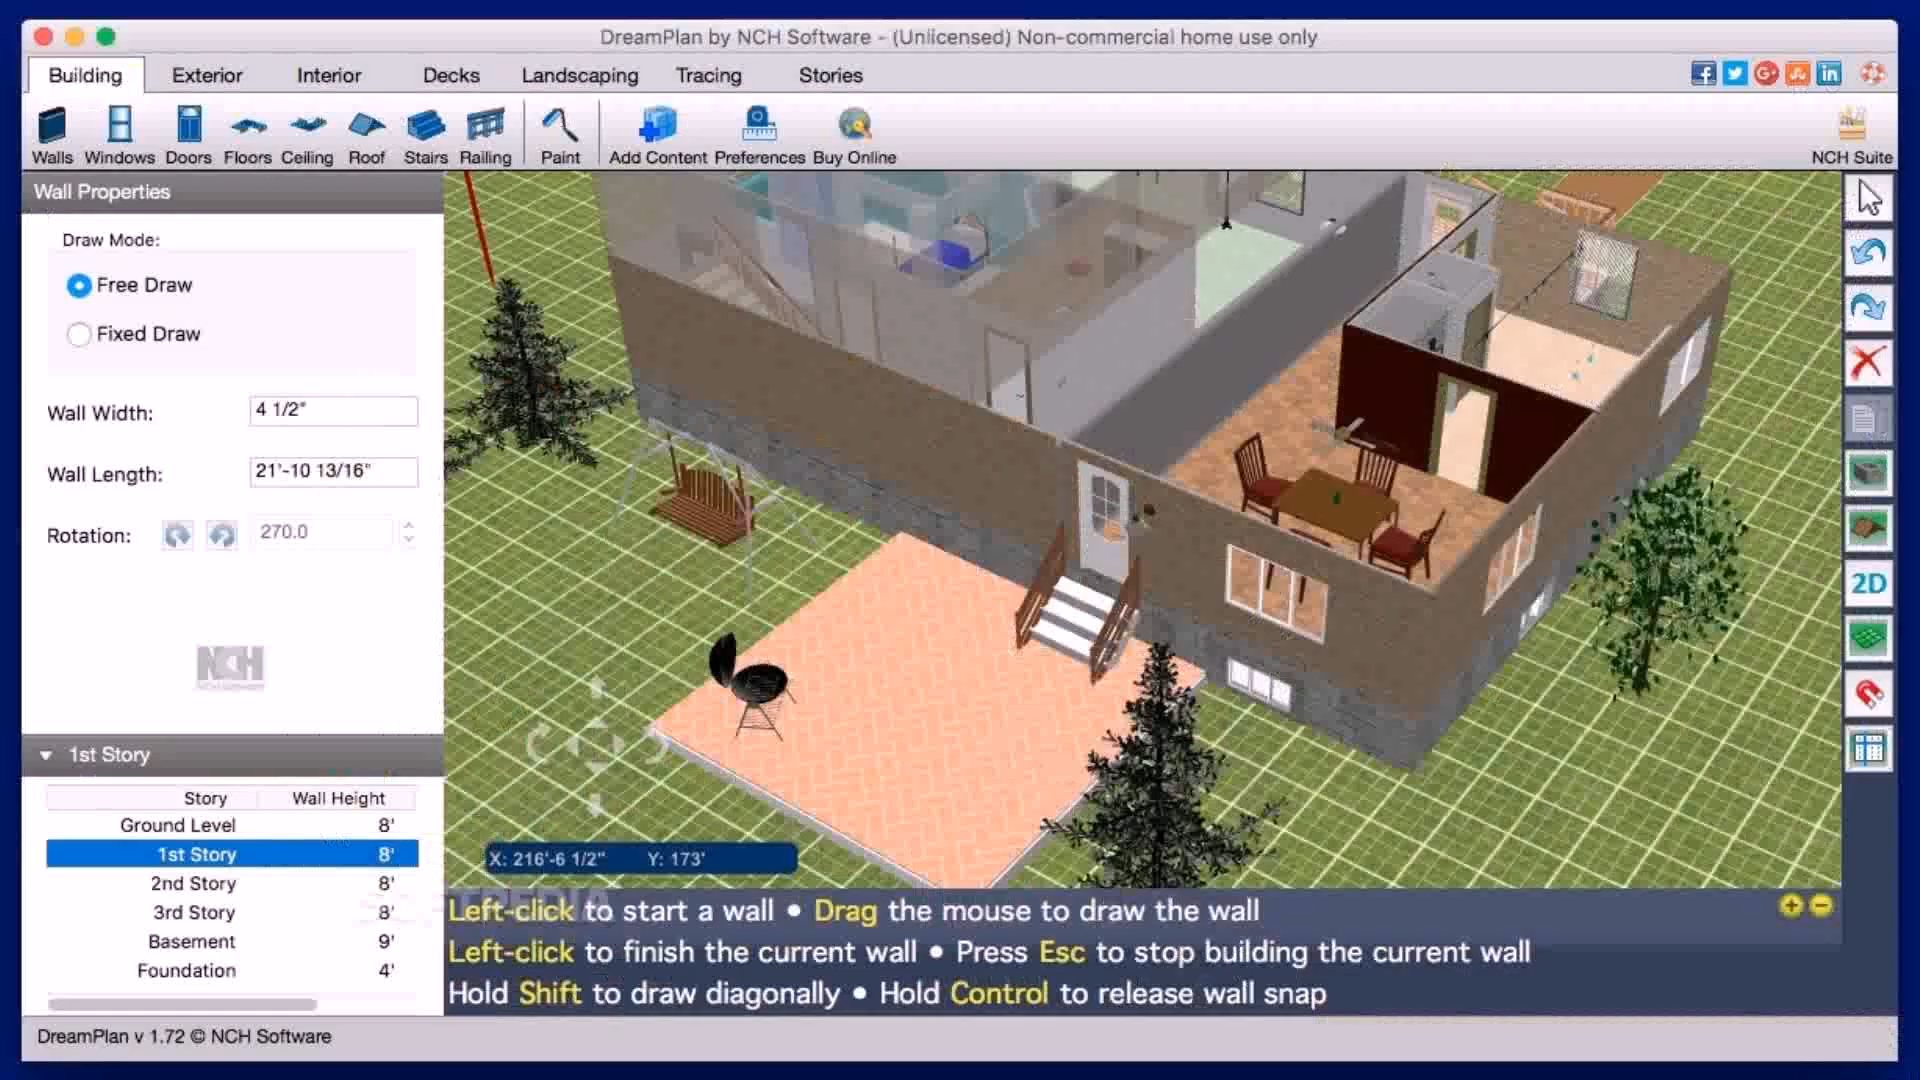 DreamPlan by NCH Software - (Unlicensed) Non-commercial home use only
Building Exterior Interior Decks Landscaping Tracing Stories
Walls Windows Doors Floors Ceiling Roof Stairs Railing Paint Add Content Preferences Buy Online NCH Suite
Wall Properties
Draw Mode:
Free Draw
Fixed Draw
Wall Width: 4 1/2"
Wall Length: 21'-10 13/16"
Rotation: 270.0
NCH
NCH Software
1st Story
Story Wall Height
Ground Level 8'
1st Story 8'
2nd Story 8'
3rd Story 8'
Basement 9'
Foundation 4'
2D
X: 216'-6 1/2" Y: 173'
Left-click to start a wall • Drag the mouse to draw the wall
Left-click to finish the current wall • Press Esc to stop building the current wall
Hold Shift to draw diagonally • Hold Control to release wall snap
DreamPlan v 1.72 © NCH Software